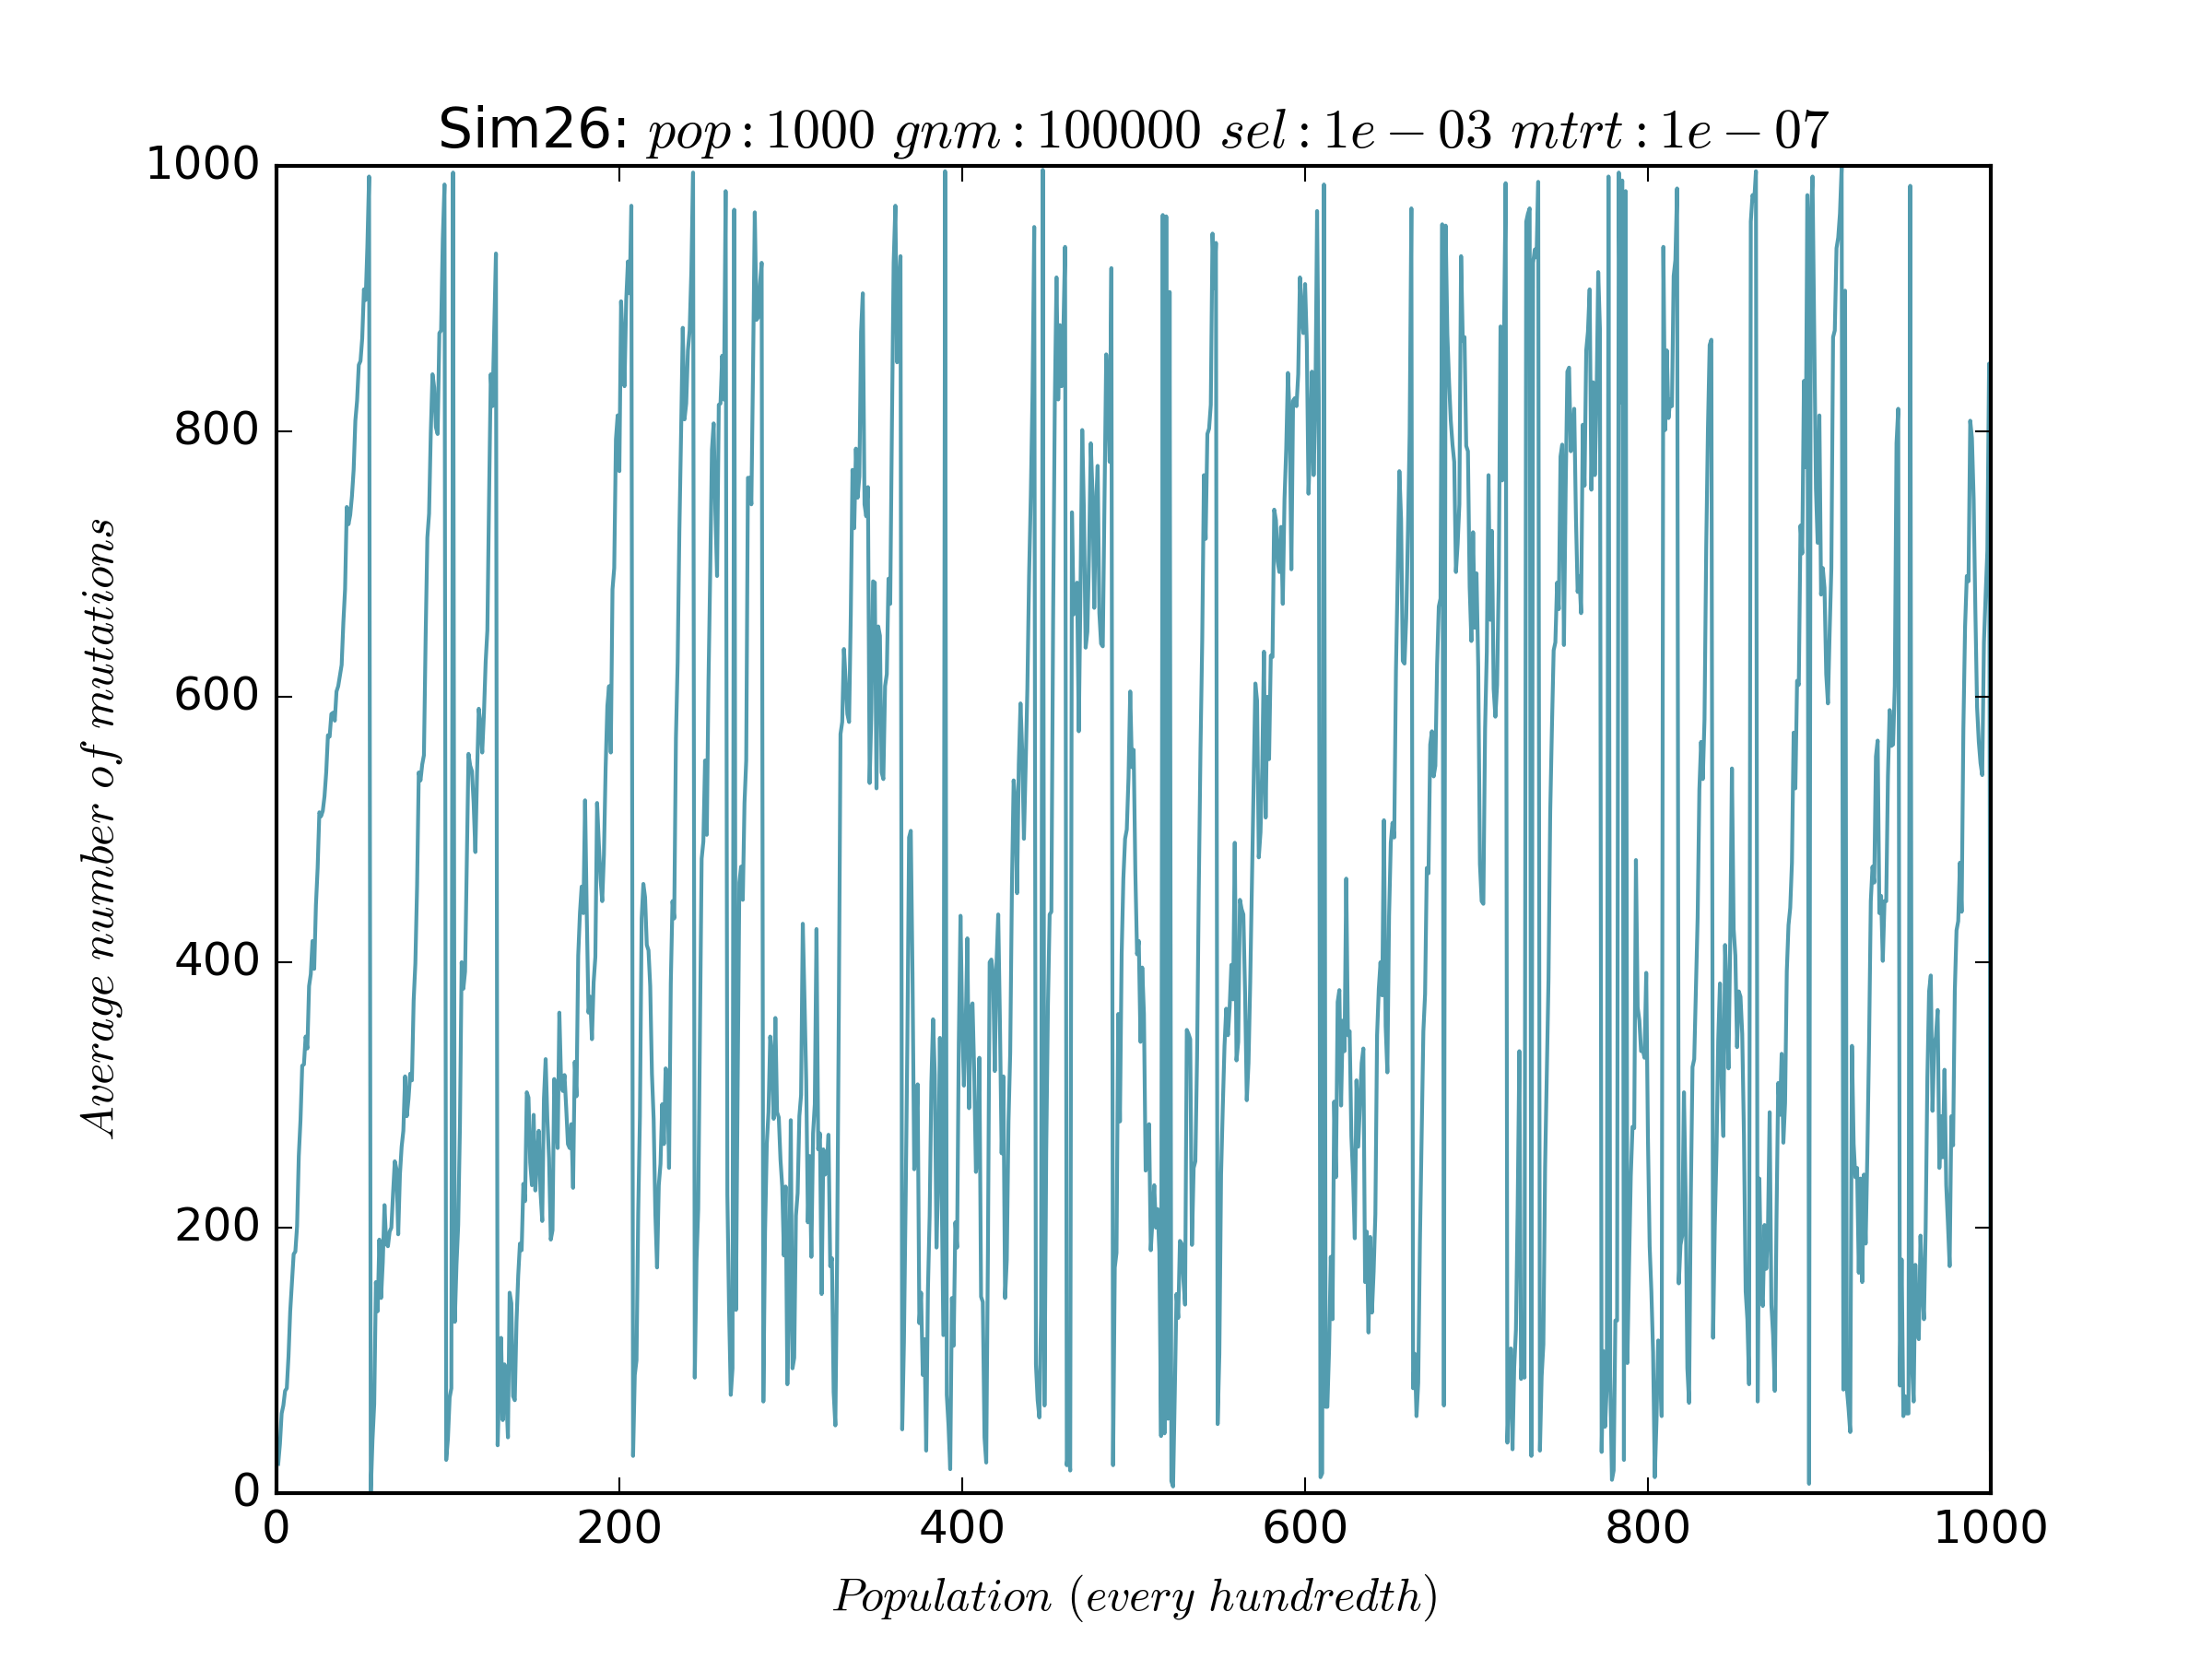 Sim26: pop : 1000 gnm : 100000 sel : 1e − 03 mtrt : 1e − 07
1000
800
600
400
200
0
Average number of mutations
0 200 400 600 800 1000
Population (every hundredth)